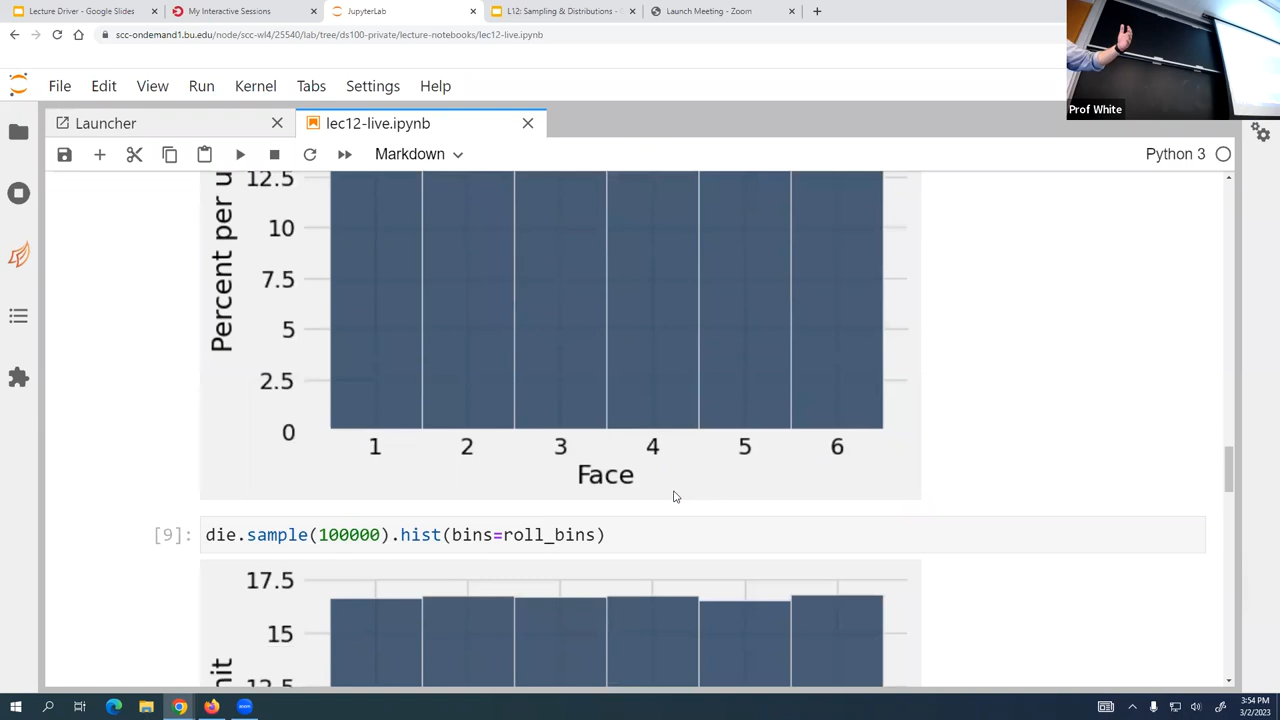 Lecture Driver - Google Slides
My Interactive Sessions
JupyterLab
L12: Sampling & Distributions -
Launch Meeting - Zoom
scc-ondemand1.bu.edu/node/scc-wl4/25540/lab/tree/ds100-private/lecture-notebooks/lec12-live.ipynb
Prof White
File Edit View Run Kernel Tabs Settings Help
Launcher
lec12-live.ipynb
Markdown
Python 3
12.5
10
7.5
5
2.5
0
Percent per u
1 2 3 4 5 6
Face
[9]: die.sample(100000).hist(bins=roll_bins)
17.5
15
12.5
nit
3:54 PM
3/2/2023